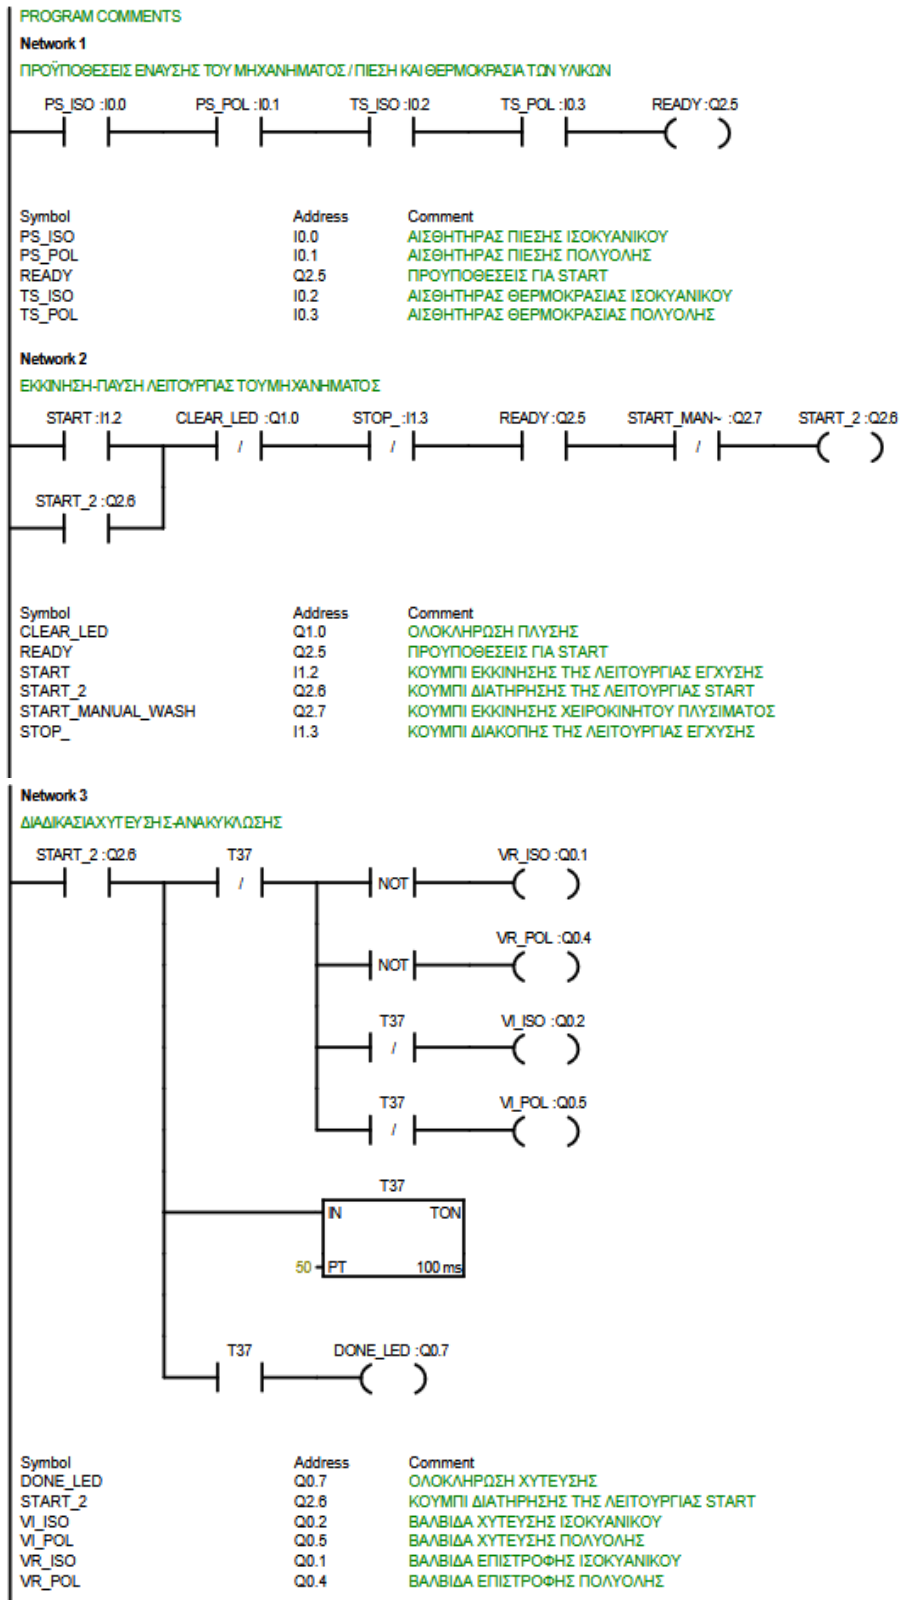 PROGRAM COMMENTS
Network 1
ΠΡΟΫΠΟΘΕΣΕΙΣ ΕΝΑΥΣΗΣ ΤΟΥ ΜΗΧΑΝΗΜΑΤΟΣ / ΠΙΕΣΗ ΚΑΙ ΘΕΡΜΟΚΡΑΣΙΑ ΤΩΝ ΥΛΙΚΩΝ
PS_ISO :I0.0 PS_POL :I0.1 TS_ISO :I0.2 TS_POL :I0.3 READY :Q2.5
Symbol Address Comment
PS_ISO I0.0 ΑΙΣΘΗΤΗΡΑΣ ΠΙΕΣΗΣ ΙΣΟΚΥΑΝΙΚΟΥ
PS_POL I0.1 ΑΙΣΘΗΤΗΡΑΣ ΠΙΕΣΗΣ ΠΟΛΥΟΛΗΣ
READY Q2.5 ΠΡΟΥΠΟΘΕΣΕΙΣ ΓΙΑ START
TS_ISO I0.2 ΑΙΣΘΗΤΗΡΑΣ ΘΕΡΜΟΚΡΑΣΙΑΣ ΙΣΟΚΥΑΝΙΚΟΥ
TS_POL I0.3 ΑΙΣΘΗΤΗΡΑΣ ΘΕΡΜΟΚΡΑΣΙΑΣ ΠΟΛΥΟΛΗΣ
Network 2
ΕΚΚΙΝΗΣΗ-ΠΑΥΣΗ ΛΕΙΤΟΥΡΓΙΑΣ ΤΟΥ ΜΗΧΑΝΗΜΑΤΟΣ
START :I1.2 CLEAR_LED :Q1.0 STOP_ :I1.3 READY :Q2.5 START_MAN~ :Q2.7 START_2 :Q2.6
/ / /
START_2 :Q2.6
Symbol Address Comment
CLEAR_LED Q1.0 ΟΛΟΚΛΗΡΩΣΗ ΠΛΥΣΗΣ
READY Q2.5 ΠΡΟΥΠΟΘΕΣΕΙΣ ΓΙΑ START
START I1.2 ΚΟΥΜΠΙ ΕΚΚΙΝΗΣΗΣ ΤΗΣ ΛΕΙΤΟΥΡΓΙΑΣ ΕΓΧΥΣΗΣ
START_2 Q2.6 ΚΟΥΜΠΙ ΔΙΑΤΗΡΗΣΗΣ ΤΗΣ ΛΕΙΤΟΥΡΓΙΑΣ START
START_MANUAL_WASH Q2.7 ΚΟΥΜΠΙ ΕΚΚΙΝΗΣΗΣ ΧΕΙΡΟΚΙΝΗΤΟΥ ΠΛΥΣΙΜΑΤΟΣ
STOP_ I1.3 ΚΟΥΜΠΙ ΔΙΑΚΟΠΗΣ ΤΗΣ ΛΕΙΤΟΥΡΓΙΑΣ ΕΓΧΥΣΗΣ
Network 3
ΔΙΑΔΙΚΑΣΙΑ ΧΥΤΕΥΣΗΣ-ΑΝΑΚΥΚΛΩΣΗΣ
START_2 :Q2.6 T37 VR_ISO :Q0.1
/ NOT
VR_POL :Q0.4
NOT
T37 VI_ISO :Q0.2
/
T37 VI_POL :Q0.5
/
T37
IN TON
50 PT 100 ms
T37 DONE_LED :Q0.7
Symbol Address Comment
DONE_LED Q0.7 ΟΛΟΚΛΗΡΩΣΗ ΧΥΤΕΥΣΗΣ
START_2 Q2.6 ΚΟΥΜΠΙ ΔΙΑΤΗΡΗΣΗΣ ΤΗΣ ΛΕΙΤΟΥΡΓΙΑΣ START
VI_ISO Q0.2 ΒΑΛΒΙΔΑ ΧΥΤΕΥΣΗΣ ΙΣΟΚΥΑΝΙΚΟΥ
VI_POL Q0.5 ΒΑΛΒΙΔΑ ΧΥΤΕΥΣΗΣ ΠΟΛΥΟΛΗΣ
VR_ISO Q0.1 ΒΑΛΒΙΔΑ ΕΠΙΣΤΡΟΦΗΣ ΙΣΟΚΥΑΝΙΚΟΥ
VR_POL Q0.4 ΒΑΛΒΙΔΑ ΕΠΙΣΤΡΟΦΗΣ ΠΟΛΥΟΛΗΣ